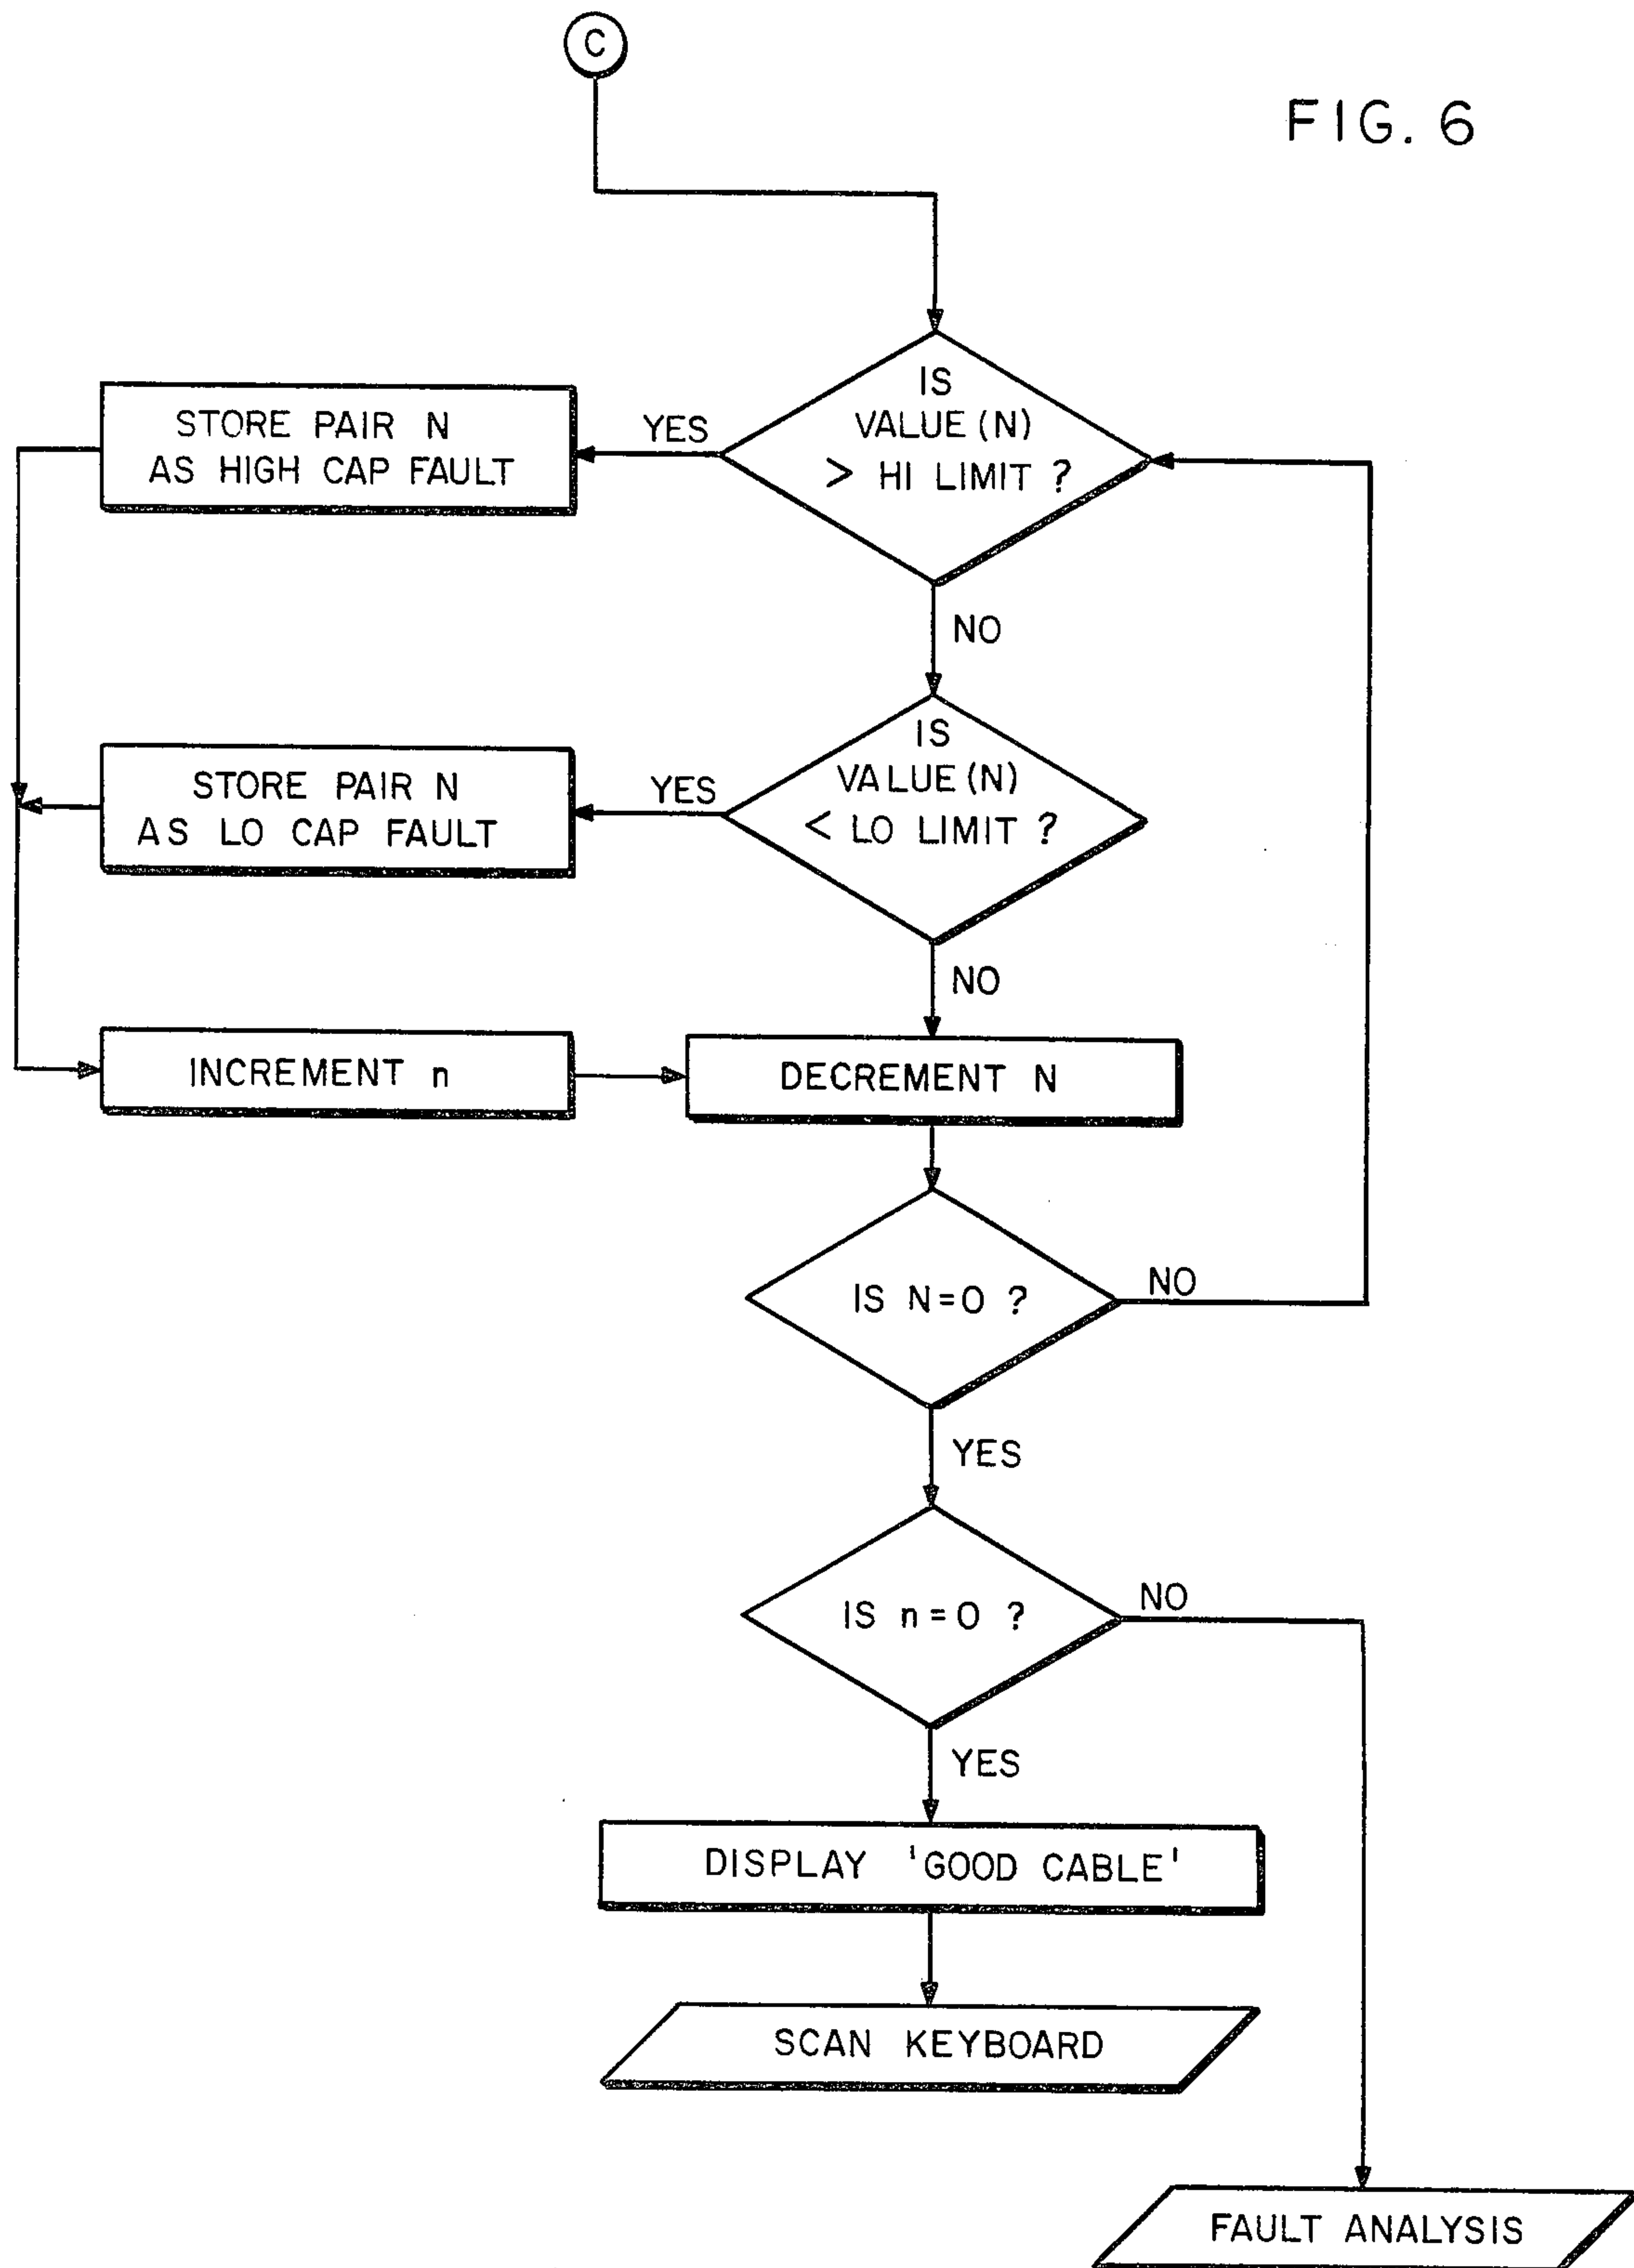 C
FIG. 6
IS
VALUE (N)
> HI LIMIT ?
YES
STORE PAIR N
AS HIGH CAP FAULT
NO
IS
VALUE (N)
< LO LIMIT ?
YES
STORE PAIR N
AS LO CAP FAULT
NO
INCREMENT n
DECREMENT N
IS N=0 ?
NO
YES
IS n=0 ?
NO
YES
DISPLAY 'GOOD CABLE'
SCAN KEYBOARD
FAULT ANALYSIS